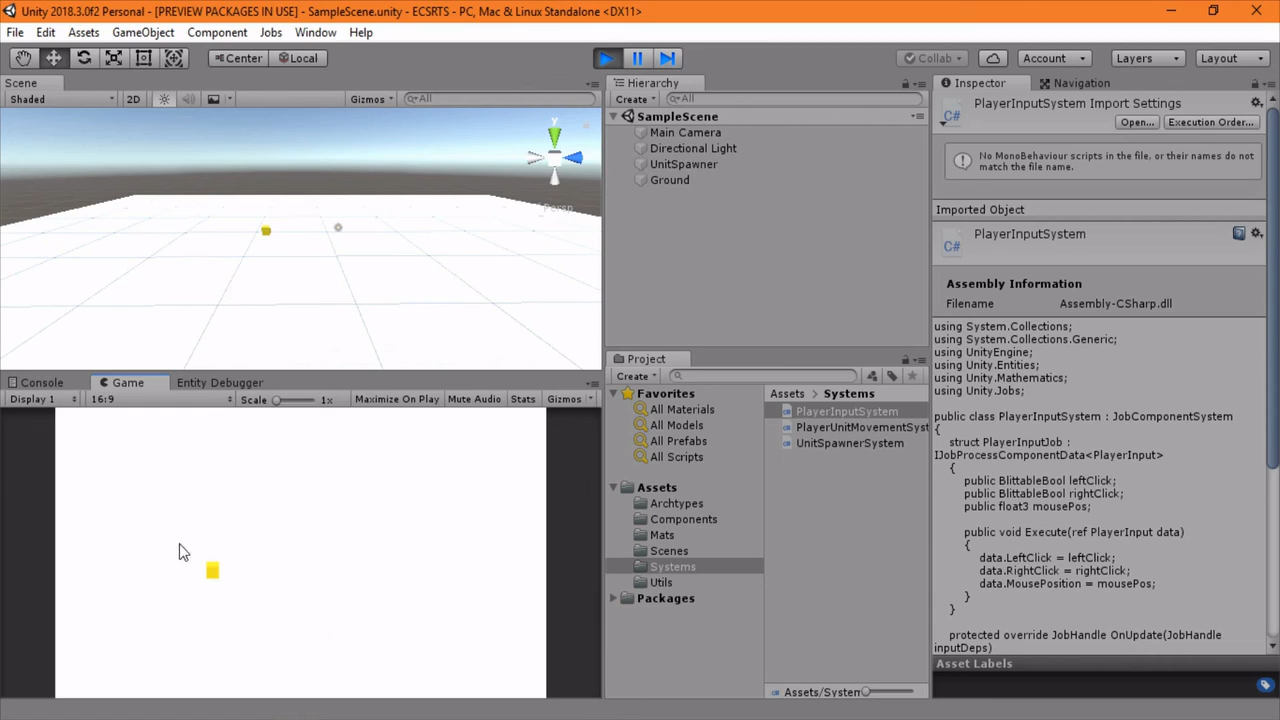 Unity 2018.3.0f2 Personal - [PREVIEW PACKAGES IN USE] - SampleScene.unity - ECSRTS - PC, Mac & Linux Standalone <DX11>
File Edit Assets GameObject Component Jobs Window Help
Center Local Collab Account Layers Layout
Scene
Shaded 2D Gizmos All
y
Persp
Hierarchy
Create All
SampleScene
Main Camera
Directional Light
UnitSpawner
Ground
Console Game Entity Debugger
Display 1 16:9 Scale 1x Maximize On Play Mute Audio Stats Gizmos
Project
Create
Favorites
All Materials
All Models
All Prefabs
All Scripts
Assets
Archtypes
Components
Mats
Scenes
Systems
Utils
Packages
Assets Systems
PlayerInputSystem
PlayerUnitMovementSyst
UnitSpawnerSystem
Assets/System
Inspector Navigation
C#
PlayerInputSystem Import Settings
Open... Execution Order...
No MonoBehaviour scripts in the file, or their names do not
match the file name.
Imported Object
C#
PlayerInputSystem
Assembly Information
Filename Assembly-CSharp.dll
using System.Collections;
using System.Collections.Generic;
using UnityEngine;
using Unity.Entities;
using Unity.Mathematics;
using Unity.Jobs;
public class PlayerInputSystem : JobComponentSystem
{
struct PlayerInputJob :
IJobProcessComponentData<PlayerInput>
{
public BlittableBool leftClick;
public BlittableBool rightClick;
public float3 mousePos;
public void Execute(ref PlayerInput data)
{
data.LeftClick = leftClick;
data.RightClick = rightClick;
data.MousePosition = mousePos;
}
}
protected override JobHandle OnUpdate(JobHandle
inputDeps)
Asset Labels